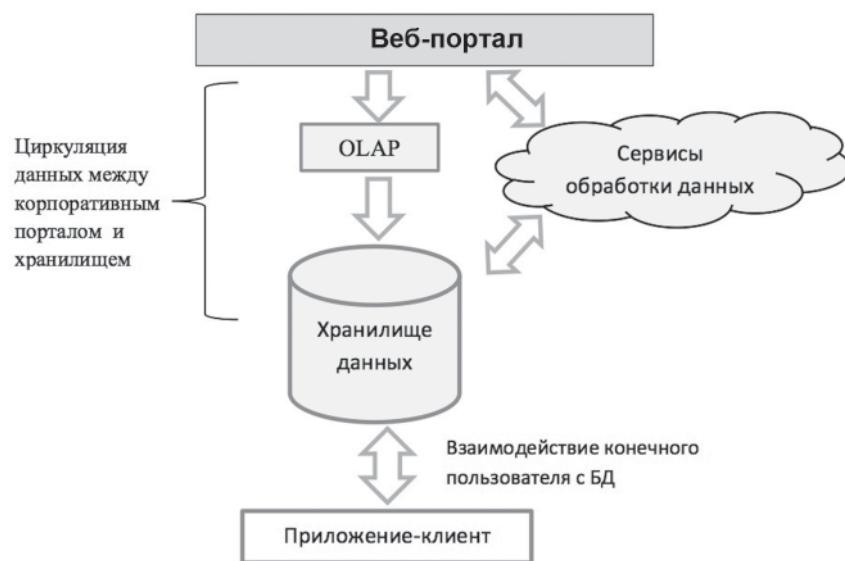 Веб-портал
Циркуляция
данных между
корпоративным
порталом и
хранилищем
OLAP
Сервисы
обработки данных
Хранилище
данных
Взаимодействие конечного
пользователя с БД
Приложение-клиент